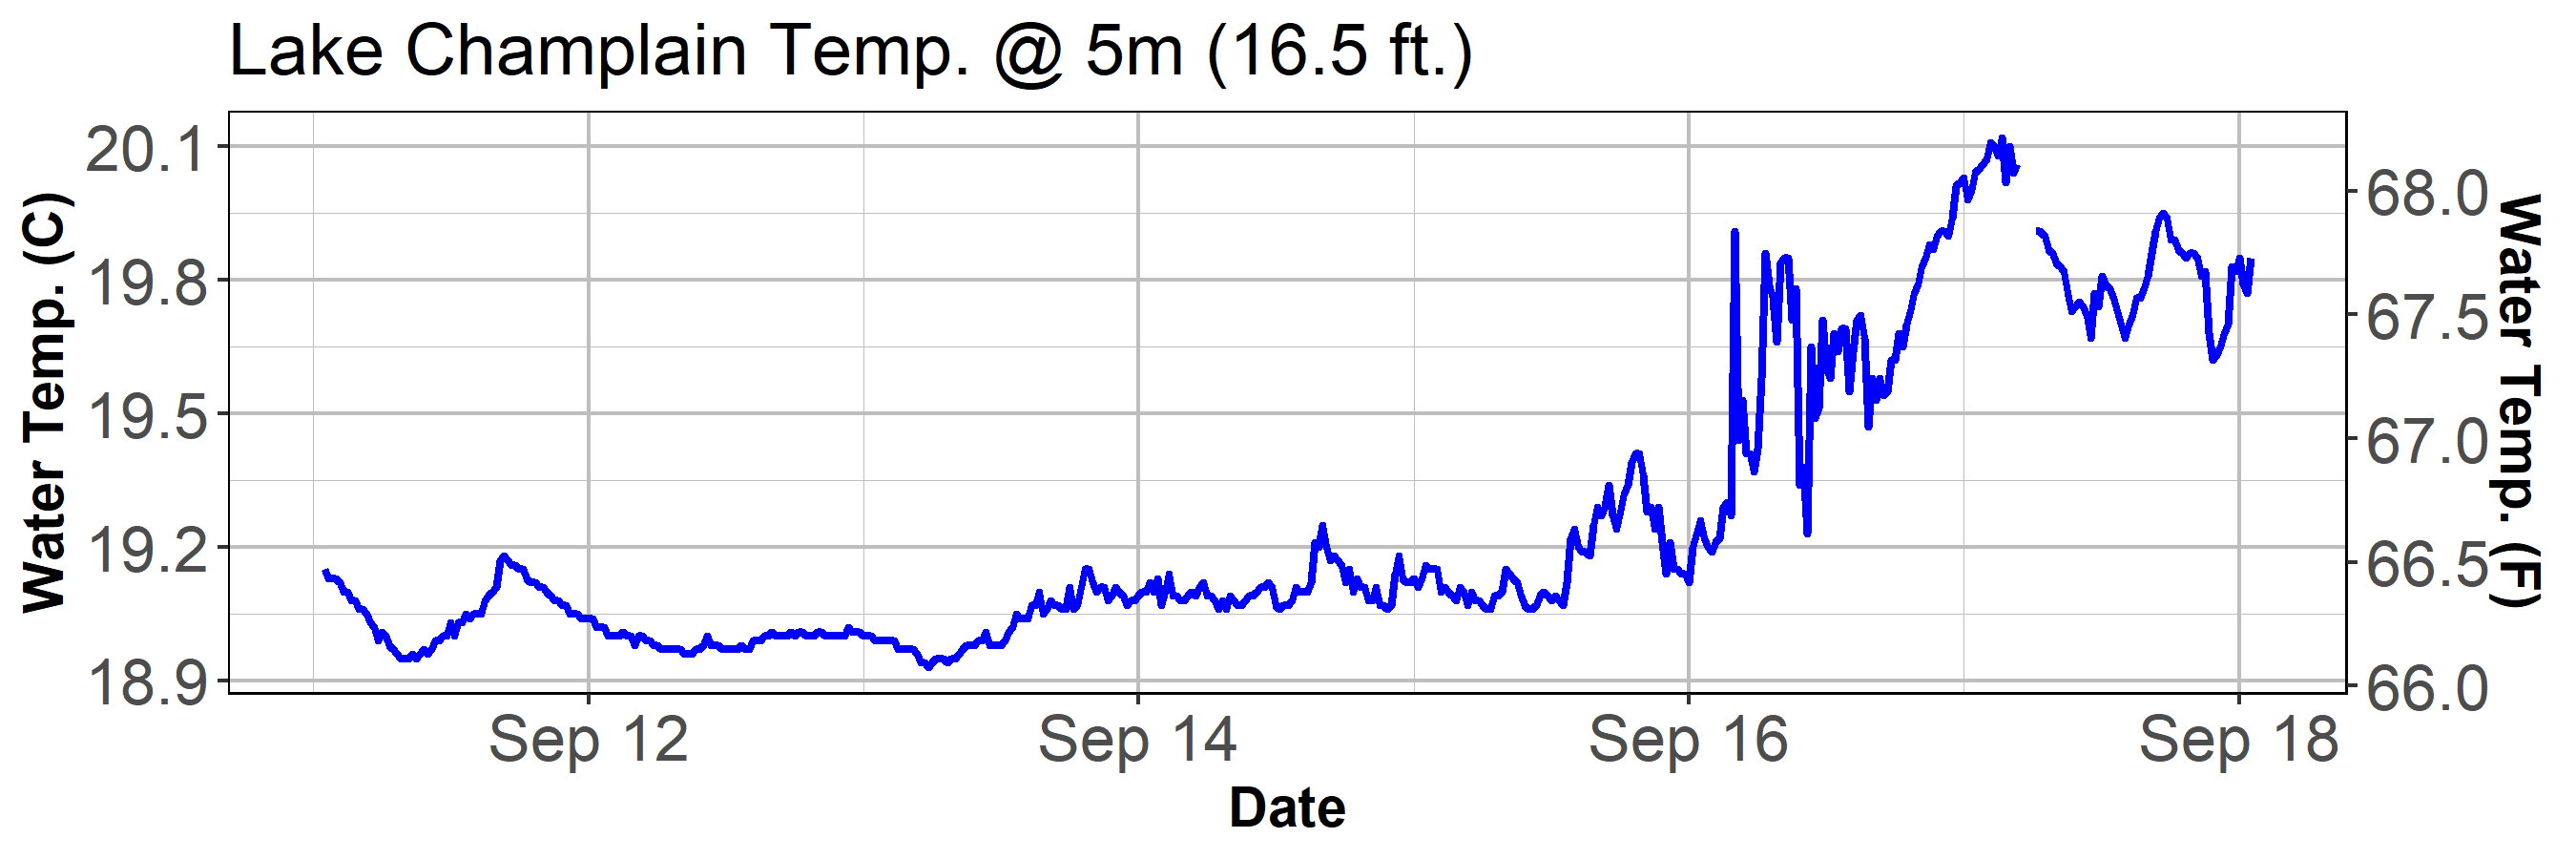 Lake Champlain Temp. @ 5m (16.5 ft.)
Water Temp. (C)
20.1
19.8
19.5
19.2
18.9
68.0
67.5
67.0
66.5
66.0
Water Temp. (F)
Sep 12
Sep 14
Sep 16
Sep 18
Date